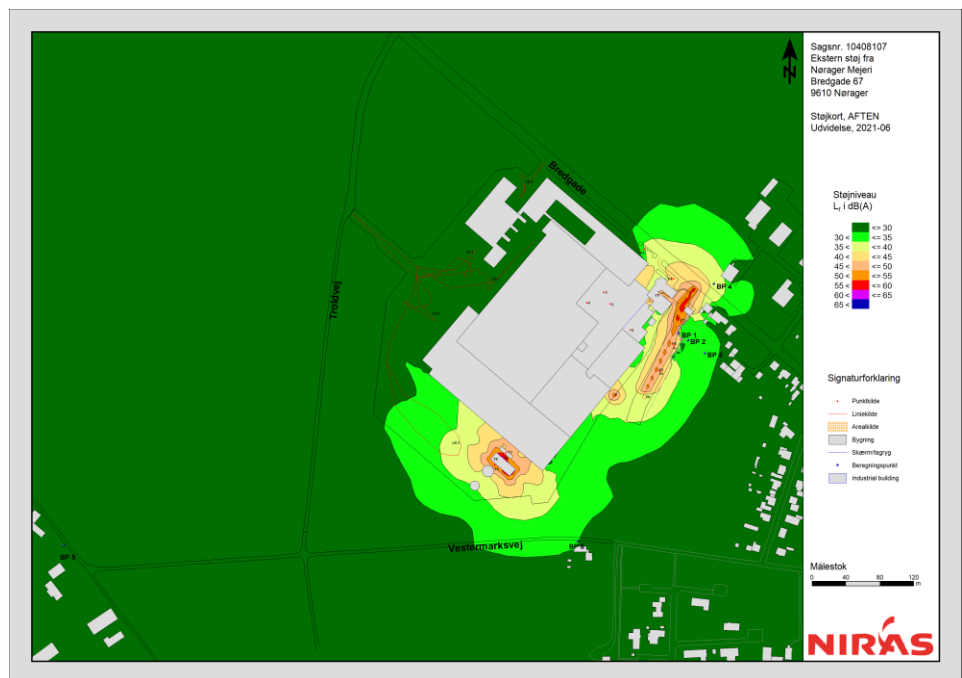 Sagsnr. 10408107
Ekstern støj fra
Nørager Mejeri
Bredgade 67
9610 Nørager
Støjkort, AFTEN
Udvidelse, 2021-06
N
Støjniveau
Lr i dB(A)
<= 30
30 < <= 35
35 < <= 40
40 < <= 45
45 < <= 50
50 < <= 55
55 < <= 60
60 < <= 65
65 <
Signaturforklaring
Punktkilde
Liniekilde
Arealkilde
Bygning
Skærm/tagryg
Beregningspunkt
Industrial building
Målestok
0 40 80 120
m
NIRAS
Bredgade
Troldvej
BP 4
BP 1
BP 2
Vestermarksvej
BP 5